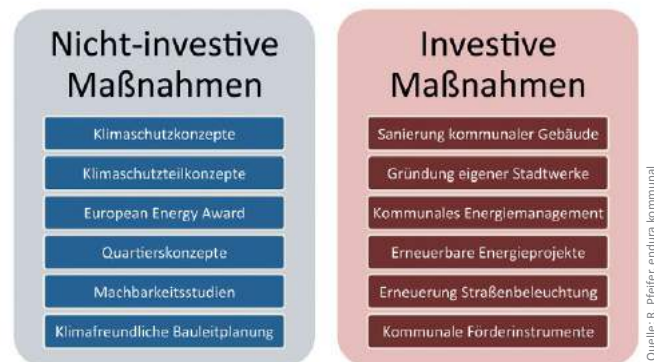 Nicht-investive
Maßnahmen
Klimaschutzkonzepte
Klimaschutzteilkonzepte
European Energy Award
Quartierskonzepte
Machbarkeitsstudien
Klimafreundliche Bauleitplanung
Investive
Maßnahmen
Sanierung kommunaler Gebäude
Gründung eigener Stadtwerke
Kommunales Energiemanagement
Erneuerbare Energieprojekte
Erneuerung Straßenbeleuchtung
Kommunale Förderinstrumente
Quelle: R. Pfeifer, endura kommunal